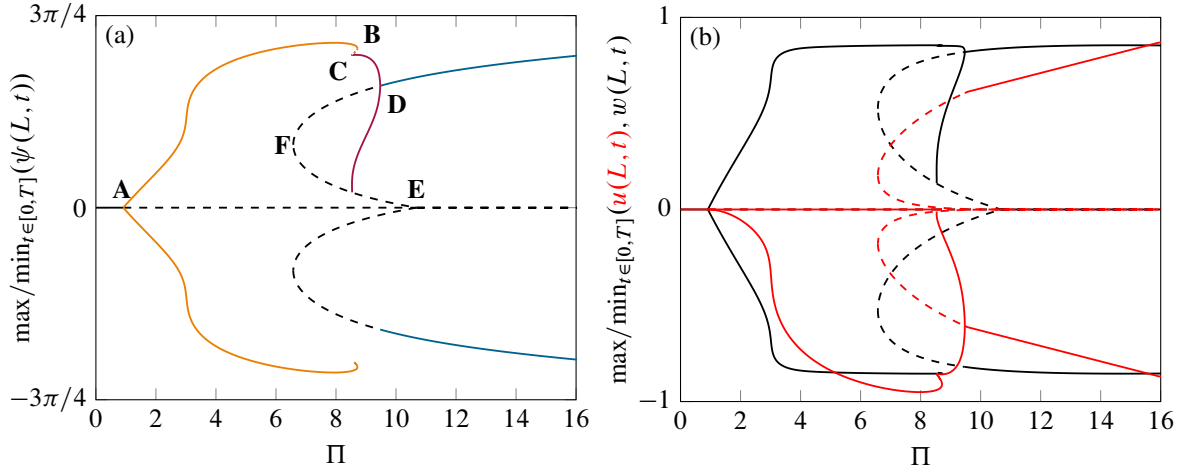 3π/4
(a)
B
C
D
F
A
E
0
−3π/4
0 2 4 6 8 10 12 14 16
Π
max/min_{t∈[0,T]}(ψ(L, t))
1
(b)
0
−1
0 2 4 6 8 10 12 14 16
Π
max/min_{t∈[0,T]}(u(L, t), w(L, t)